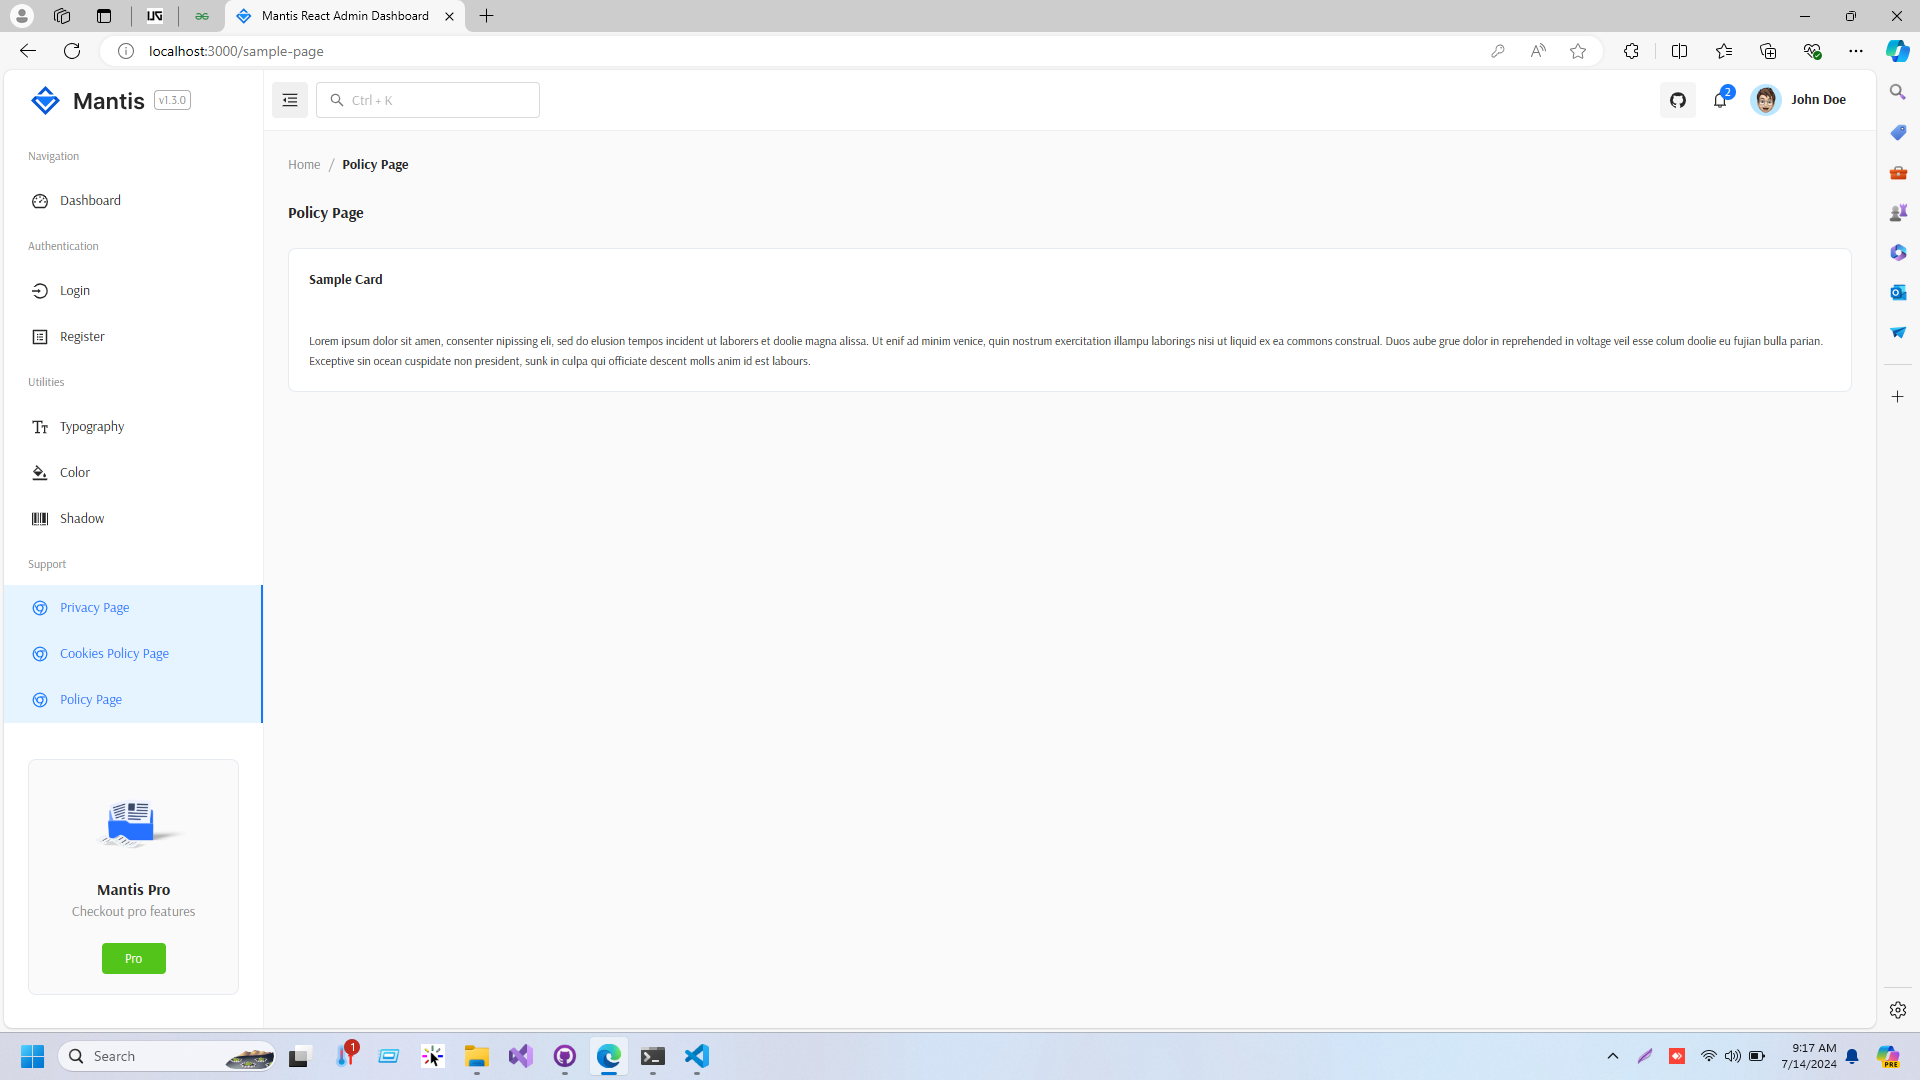 Mantis React Admin Dashboard
localhost:3000/sample-page
Mantis v1.3.0
Ctrl + K
2
John Doe
Navigation
Dashboard
Authentication
Login
Register
Utilities
Typography
Color
Shadow
Support
Privacy Page
Cookies Policy Page
Policy Page
Mantis Pro
Checkout pro features
Pro
Home / Policy Page
Policy Page
Sample Card
Lorem ipsum dolor sit amen, consenter nipissing eli, sed do elusion tempos incident ut laborers et doolie magna alissa. Ut enif ad minim venice, quin nostrum exercitation illampu laborings nisi ut liquid ex ea commons construal. Duos aube grue dolor in reprehended in voltage veil esse colum doolie eu fujian bulla parian.
Exceptive sin ocean cuspidate non president, sunk in culpa qui officiate descent molls anim id est labours.
Search
1
9:17 AM
7/14/2024
PRE